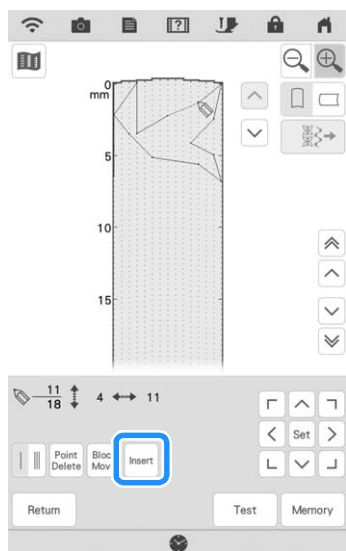 0
mm
5
10
15
11
18
4
11
Set
Point
Delete
Bloc
Mov
Insert
Return
Test
Memory